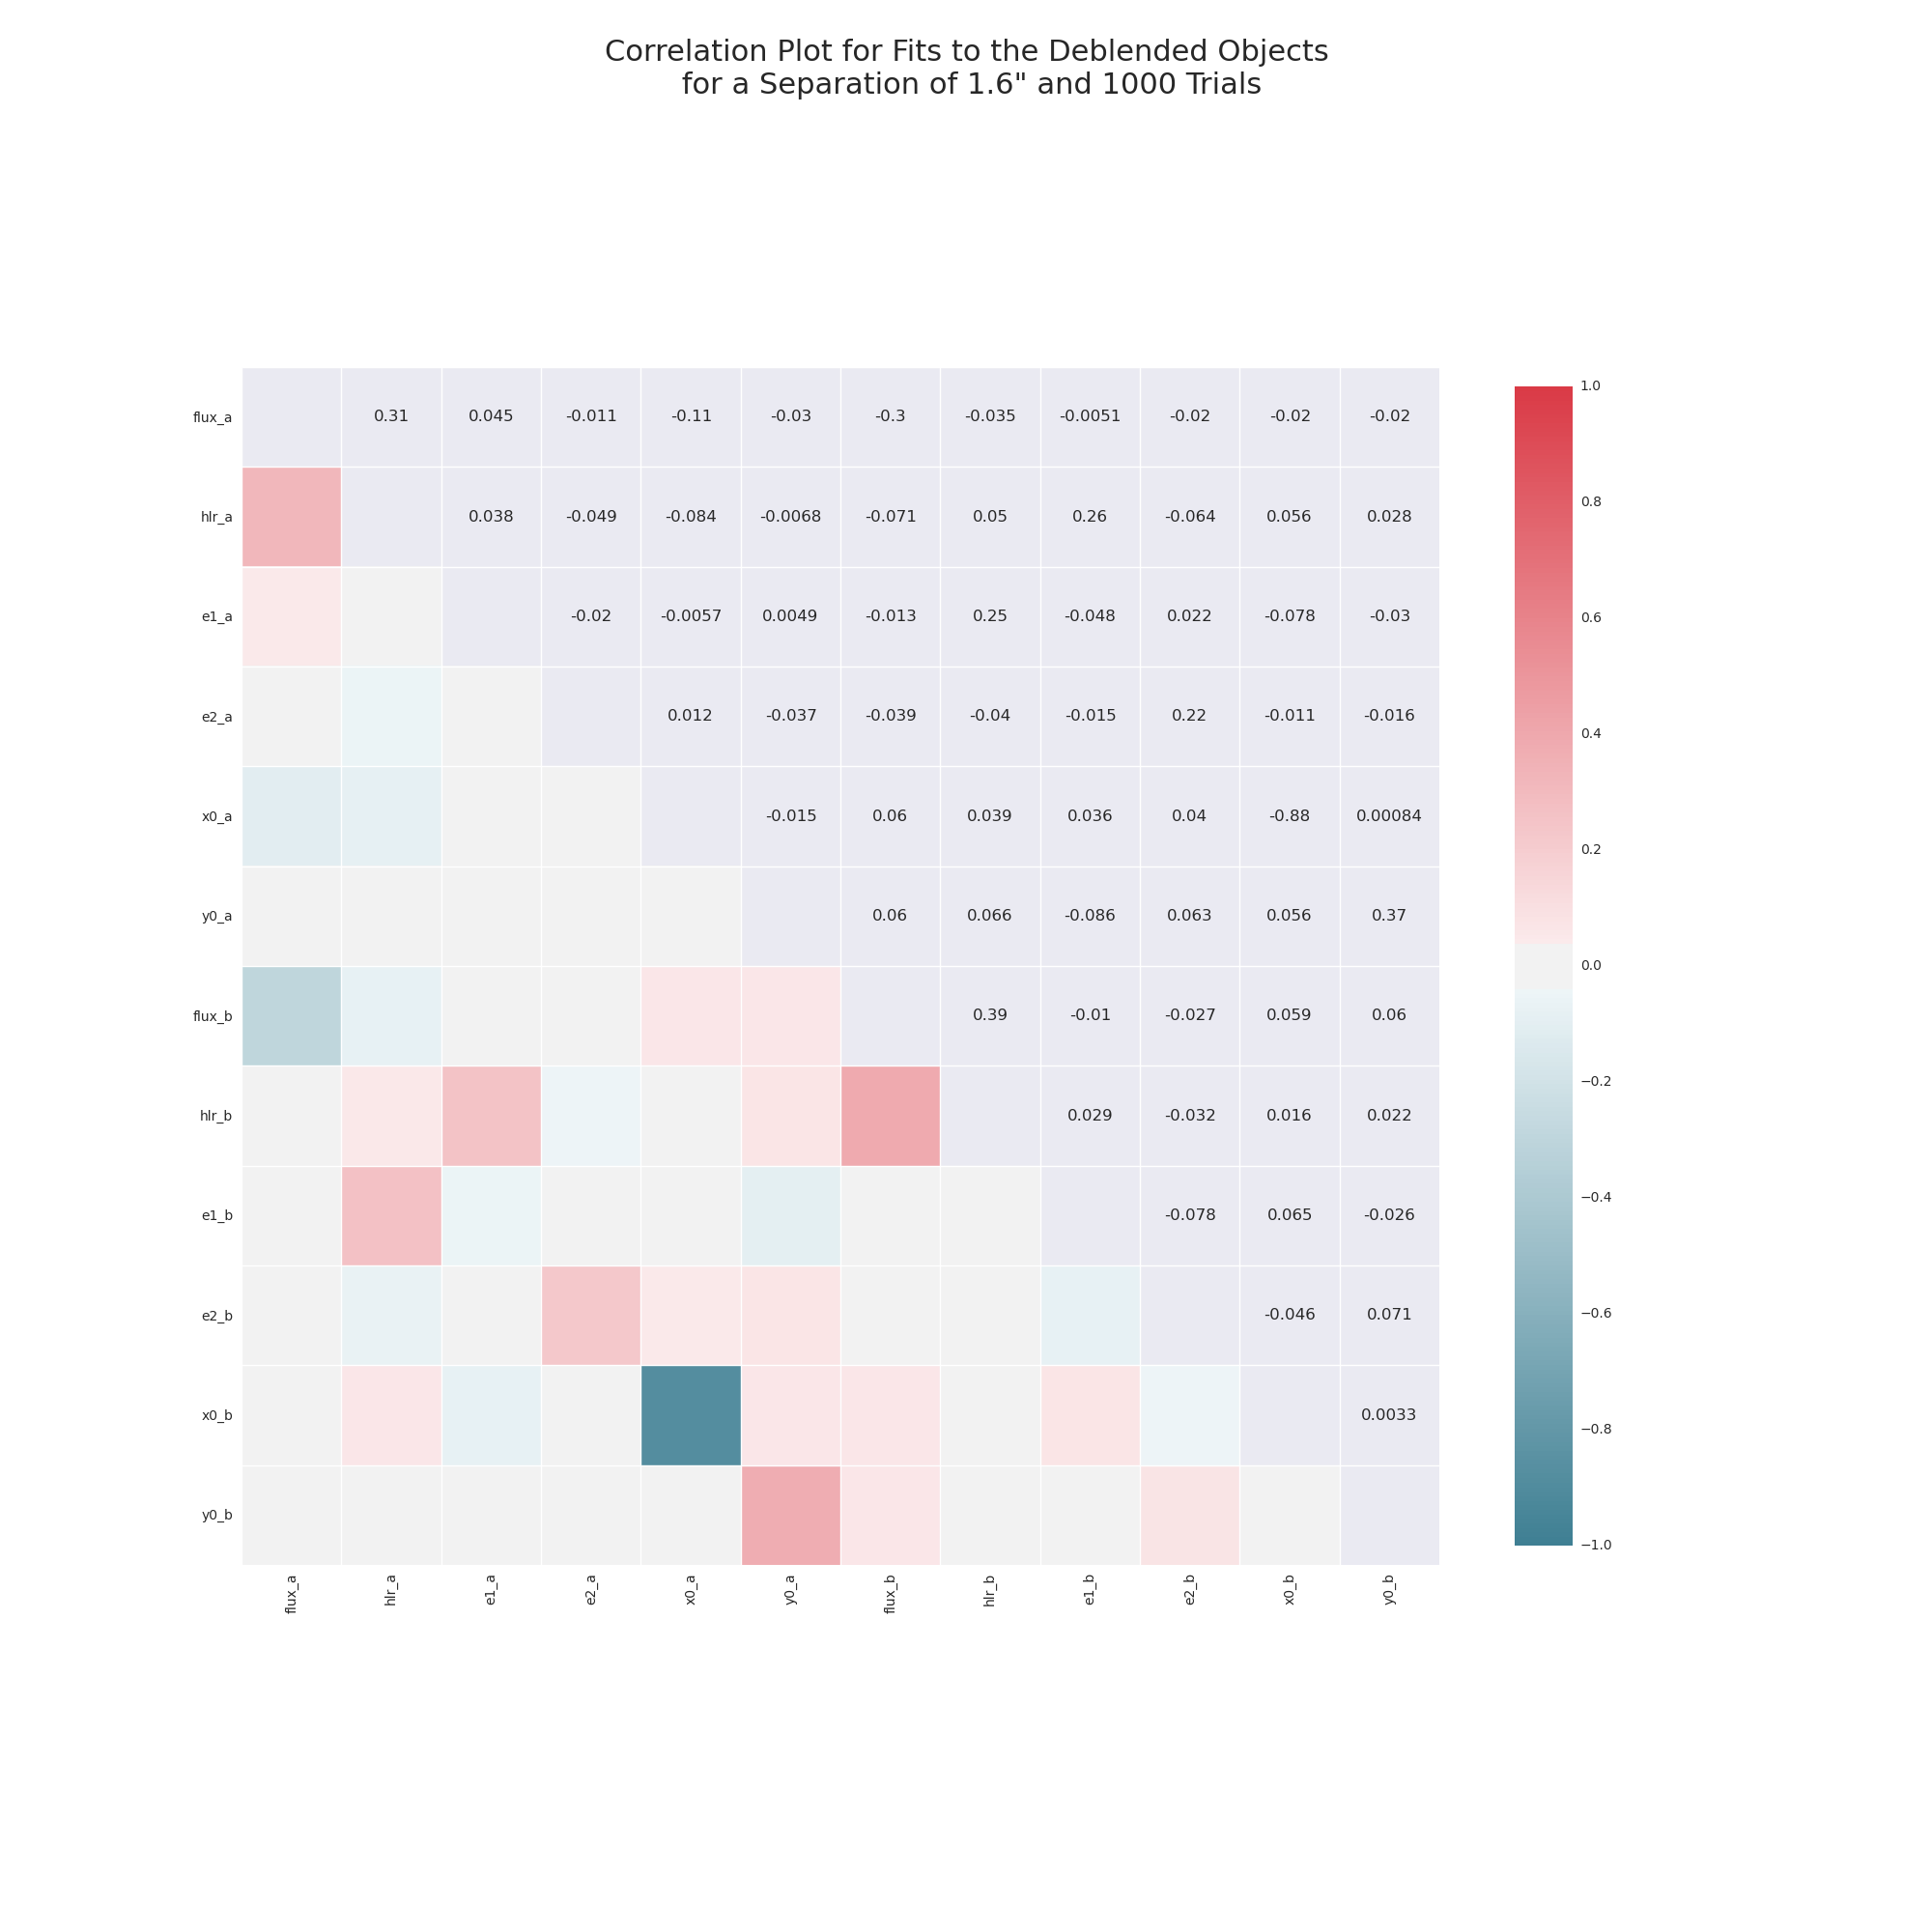 Correlation Plot for Fits to the Deblended Objects
for a Separation of 1.6" and 1000 Trials
flux_a 0.31 0.045 -0.011 -0.11 -0.03 -0.3 -0.035 -0.0051 -0.02 -0.02 -0.02
hlr_a 0.038 -0.049 -0.084 -0.0068 -0.071 0.05 0.26 -0.064 0.056 0.028
e1_a -0.02 -0.0057 0.0049 -0.013 0.25 -0.048 0.022 -0.078 -0.03
e2_a 0.012 -0.037 -0.039 -0.04 -0.015 0.22 -0.011 -0.016
x0_a -0.015 0.06 0.039 0.036 0.04 -0.88 0.00084
y0_a 0.06 0.066 -0.086 0.063 0.056 0.37
flux_b 0.39 -0.01 -0.027 0.059 0.06
hlr_b 0.029 -0.032 0.016 0.022
e1_b -0.078 0.065 -0.026
e2_b -0.046 0.071
x0_b 0.0033
y0_b
flux_a hlr_a e1_a e2_a x0_a y0_a flux_b hlr_b e1_b e2_b x0_b y0_b
1.0
0.8
0.6
0.4
0.2
0.0
−0.2
−0.4
−0.6
−0.8
−1.0